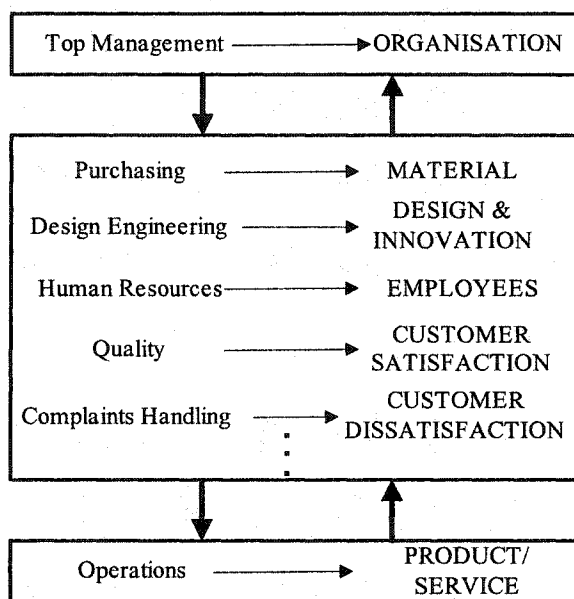 Top Management ORGANISATION
Purchasing MATERIAL
Design Engineering DESIGN &
INNOVATION
Human Resources EMPLOYEES
Quality CUSTOMER
SATISFACTION
Complaints Handling CUSTOMER
DISSATISFACTION
Operations PRODUCT/
SERVICE